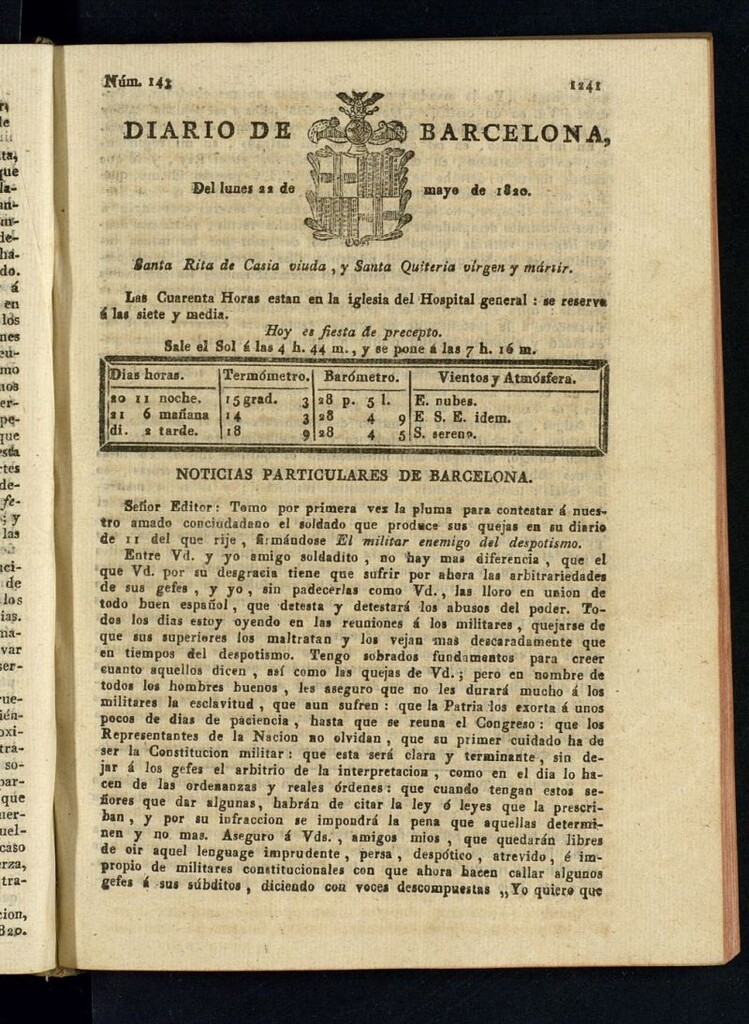 Núm. 143 1241
DIARIO DE BARCELONA,
Del lunes 22 de mayo de 1820.
Santa Rita de Casia viuda , y Santa Quiteria vírgen y mártir.
Las Cuarenta Horas estan en la iglesia del Hospital general : se reserva
á las siete y media.
Hoy es fiesta de precepto.
Sale el Sol á las 4 h. 44 m., y se pone á las 7 h. 16 m.
Dias horas. Termómetro. Barómetro. Vientos y Atmósfera.
20 11 noche. 15 grad. 3 28 p. 5 l. E. nubes.
21 6 mañana 14 3 28 4 9 E S. E. idem.
di. 2 tarde. 18 9 28 4 5 S. sereno.
NOTICIAS PARTICULARES DE BARCELONA.
Señor Editor : Tomo por primera vez la pluma para contestar á nues-
tro amado conciudadano el soldado que produce sus quejas en su diario
de 11 del que rije , firmándose El militar enemigo del despotismo.
Entre Vd. y yo amigo soldadito , no hay mas diferencia , que el
que Vd. por su desgracia tiene que sufrir por ahora las arbitrariedades
de sus gefes , y yo , sin padecerlas como Vd., las lloro en union de
todo buen español , que detesta y detestará los abusos del poder. To-
dos los dias estoy oyendo en las reuniones á los militares , quejarse de
que sus superiores los maltratan y los vejan mas descaradamente que
en tiempos del despotismo. Tengo sobrados fundamentos para creer
cuanto aquellos dicen , así como las quejas de Vd. ; pero en nombre de
todos los hombres buenos , les aseguro que no les durará mucho á los
militares la esclavitud , que aun sufren : que la Patria los exorta á unos
pocos de dias de paciencia , hasta que se reuna el Congreso : que los
Representantes de la Nacion no olvidan , que su primer cuidado ha de
ser la Constitucion militar : que esta será clara y terminante , sin de-
jar á los gefes el arbitrio de la interpretacion , como en el dia lo ha-
cen de las ordenanzas y reales órdenes : que cuando tengan estos se-
ñores que dar algunas, habrán de citar la ley ó leyes que la prescri-
ban , y por su infraccion se impondrá la pena que aquellas determi-
nen y no mas. Aseguro á Vds. , amigos mios , que quedarán libres
de oir aquel lenguage imprudente , persa , despótico , atrevido , é im-
propio de militares constitucionales con que ahora hacen callar algunos
gefes á sus súbditos , diciendo con voces descompuestas „Yo quiero que